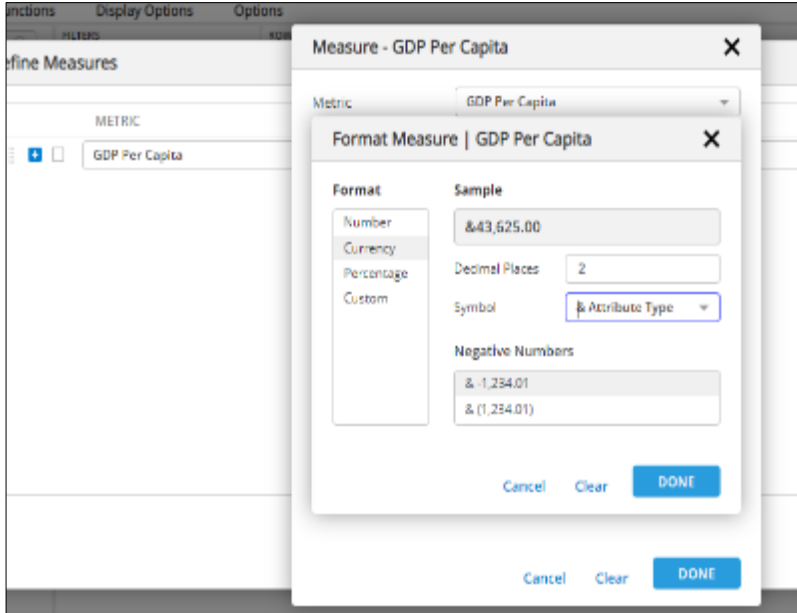 unctions Display Options Options
FILTERS
efine Measures
METRIC
GDP Per Capita
Measure - GDP Per Capita
Metric GDP Per Capita
Format Measure | GDP Per Capita
Format
Number
Currency
Percentage
Custom
Sample
&43,625.00
Decimal Places 2
Symbol & Attribute Type
Negative Numbers
& -1,234.01
& (1,234.01)
Cancel Clear DONE
Cancel Clear DONE